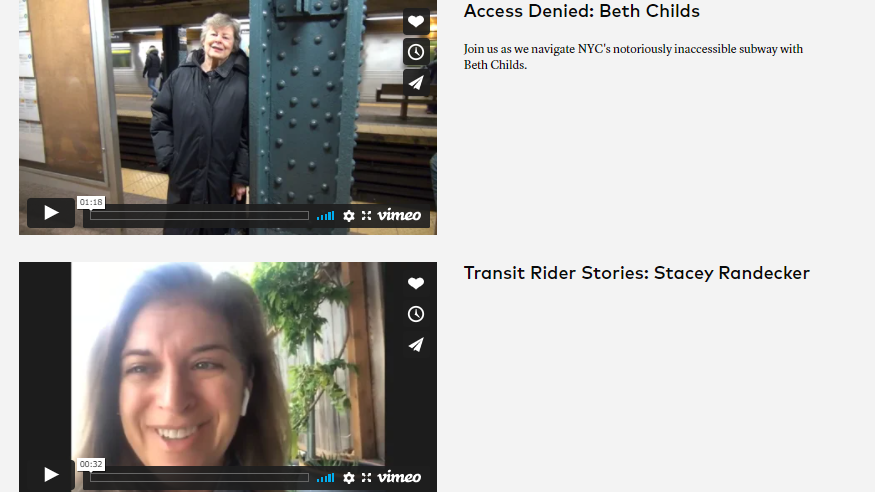 Access Denied: Beth Childs
Join us as we navigate NYC's notoriously inaccessible subway with
Beth Childs.
01:18
vimeo
Transit Rider Stories: Stacey Randecker
00:32
vimeo